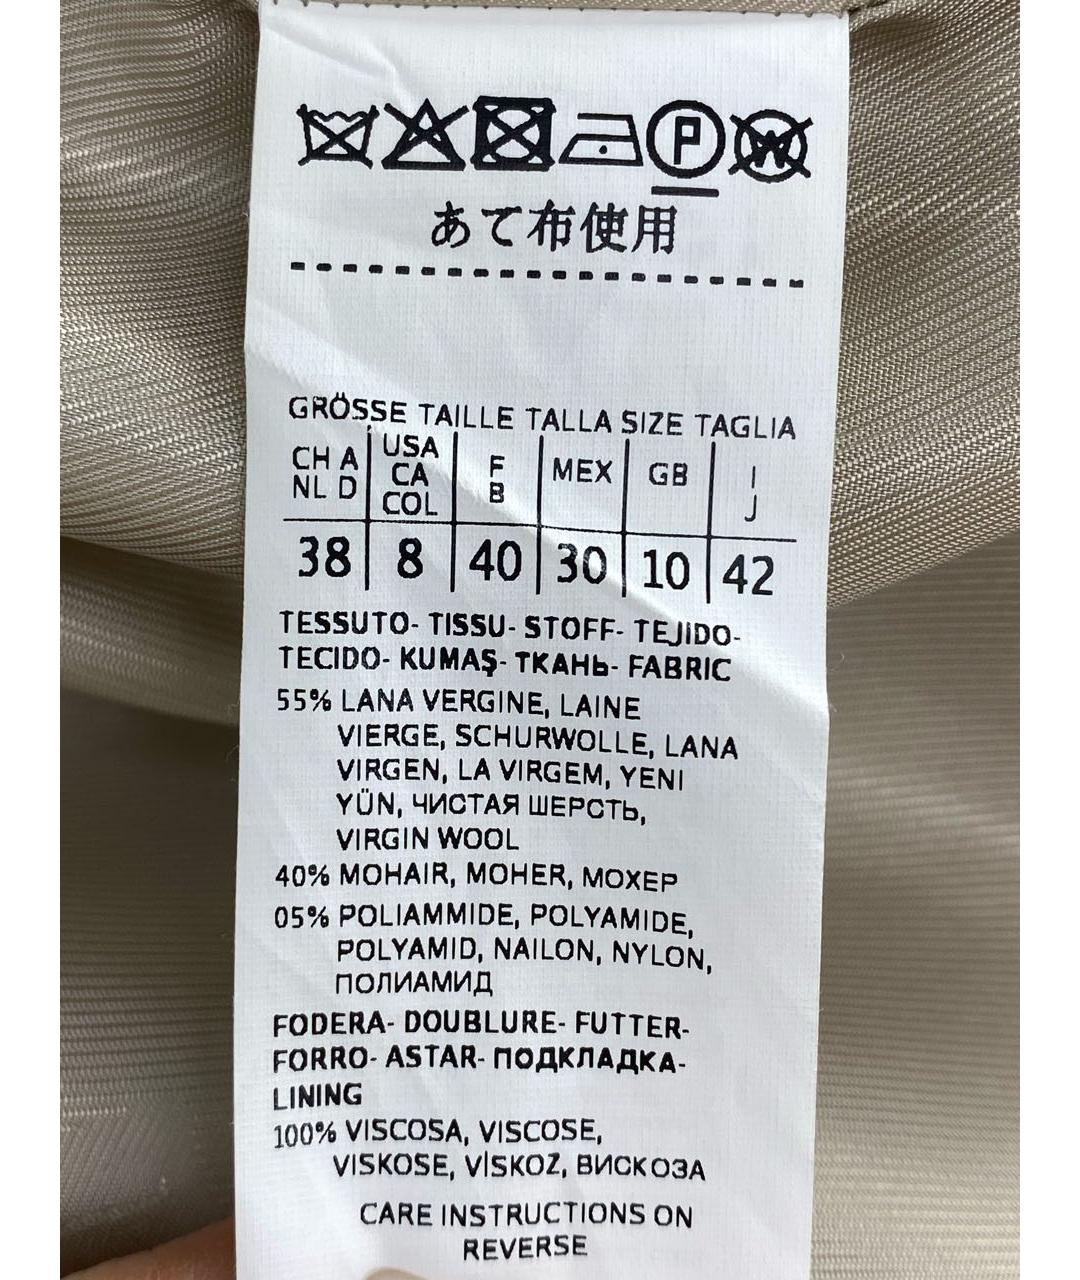 P W
あて布使用
GRÖSSE TAILLE TALLA SIZE TAGLIA
CH A NL D USA CA COL F B MEX GB I J
38 8 40 30 10 42
TESSUTO- TISSU- STOFF- TEJIDO-
TECIDO- KUMAŞ- ТКАНЬ- FABRIC
55% LANA VERGINE, LAINE
VIERGE, SCHURWOLLE, LANA
VIRGEN, LA VIRGEM, YENI
YÜN, ЧИСТАЯ ШЕРСТЬ,
VIRGIN WOOL
40% MOHAIR, MOHER, МОХЕР
05% POLIAMMIDE, POLYAMIDE,
POLYAMID, NAILON, NYLON,
ПОЛИАМИД
FODERA- DOUBLURE- FUTTER-
FORRO- ASTAR- ПОДКЛАДКА-
LINING
100% VISCOSA, VISCOSE,
VISKOSE, VISKOZ, ВИСКОЗА
CARE INSTRUCTIONS ON
REVERSE